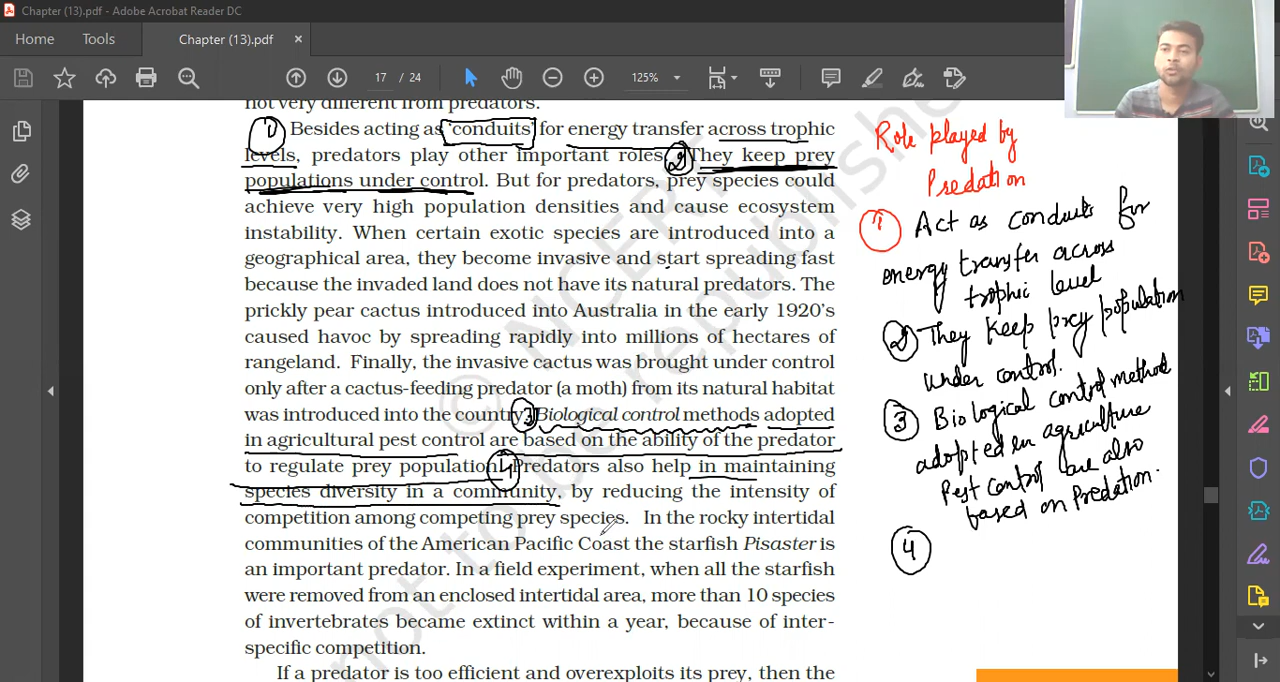 Chapter (13).pdf - Adobe Acrobat Reader DC
Home Tools Chapter (13).pdf ×
17 / 24 125%
not very different from predators.
1 Besides acting as 'conduits' for energy transfer across trophic
levels, predators play other important roles. 2 They keep prey
populations under control. But for predators, prey species could
achieve very high population densities and cause ecosystem
instability. When certain exotic species are introduced into a
geographical area, they become invasive and start spreading fast
because the invaded land does not have its natural predators. The
prickly pear cactus introduced into Australia in the early 1920's
caused havoc by spreading rapidly into millions of hectares of
rangeland. Finally, the invasive cactus was brought under control
only after a cactus-feeding predator (a moth) from its natural habitat
was introduced into the country. 3 Biological control methods adopted
in agricultural pest control are based on the ability of the predator
to regulate prey population. 4 Predators also help in maintaining
species diversity in a community, by reducing the intensity of
competition among competing prey species. In the rocky intertidal
communities of the American Pacific Coast the starfish Pisaster is
an important predator. In a field experiment, when all the starfish
were removed from an enclosed intertidal area, more than 10 species
of invertebrates became extinct within a year, because of inter-
specific competition.
If a predator is too efficient and overexploits its prey, then the
© NCERT
not to be republished
Role played by
Predation
1 Act as conduits for
energy transfer across
trophic level
2 They keep prey population
under control.
3 Biological control method
adopted in agriculture
Pest control are also
based on Predation.
4